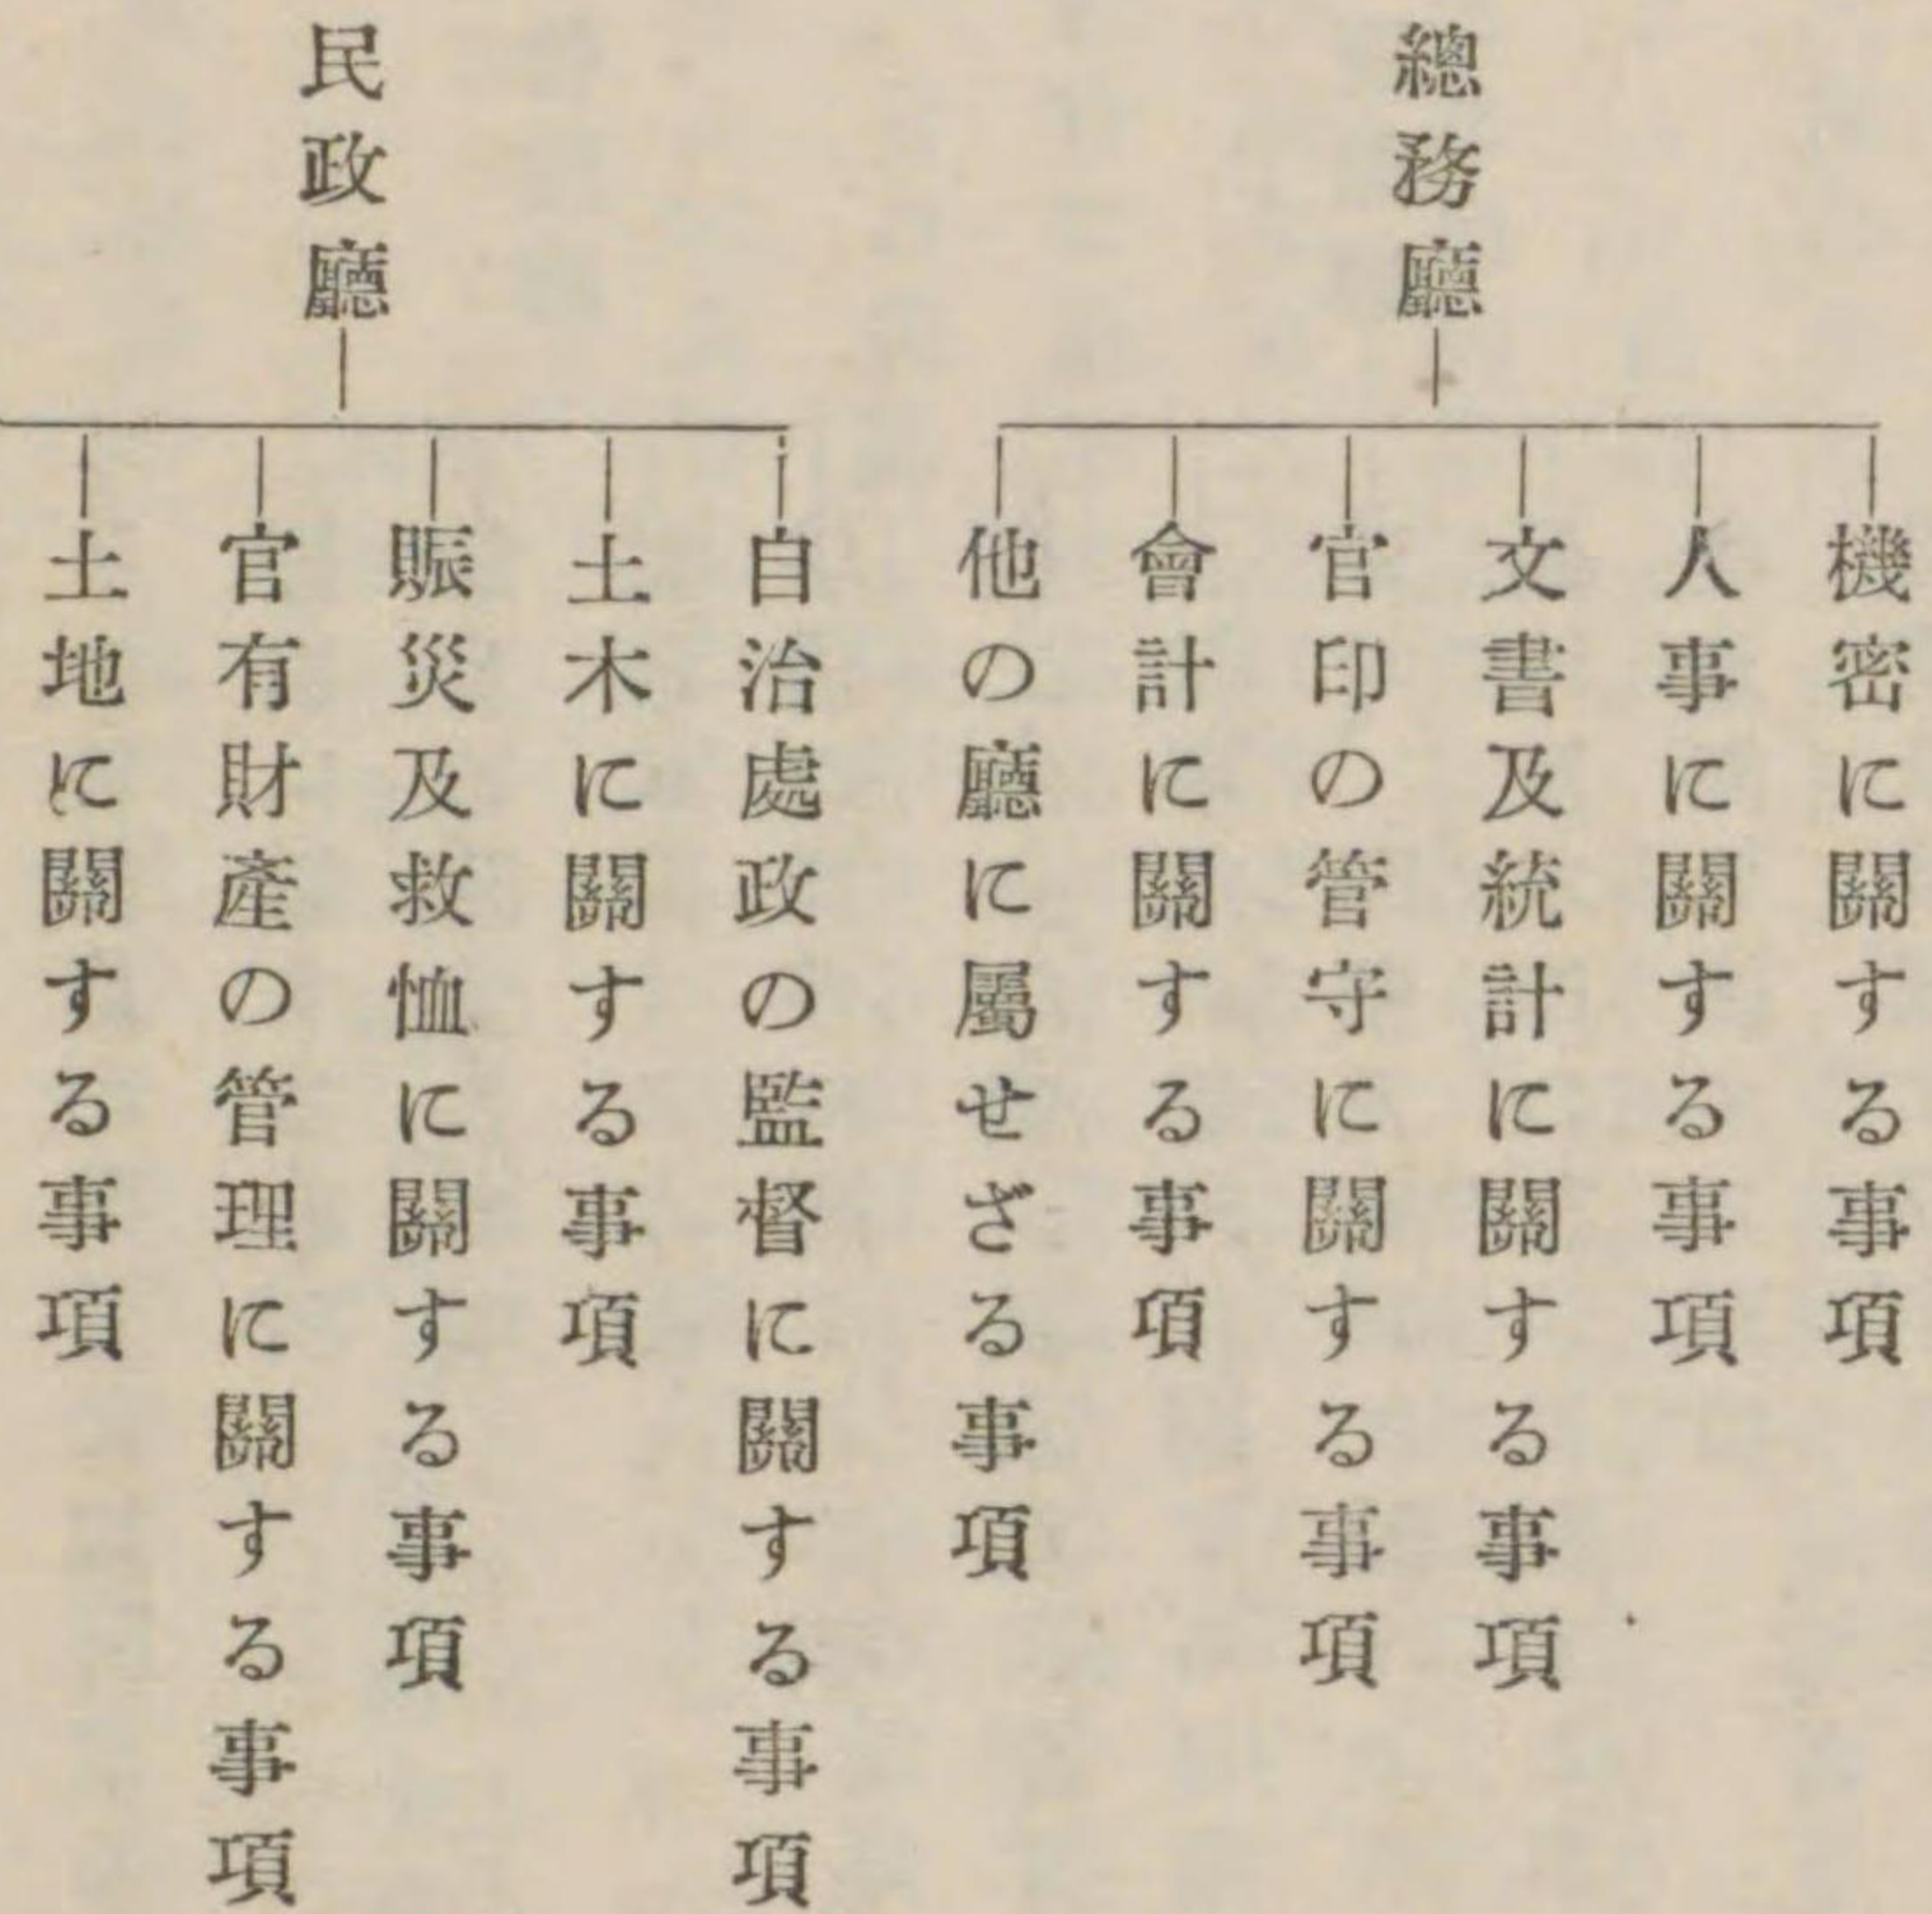 總務廳
機密に關する事項
人事に關する事項
文書及統計に關する事項
官印の管守に關する事項
會計に關する事項
他の廳に屬せざる事項
民政廳
自治處政の監督に關する事項
土木に關する事項
賑災及救恤に關する事項
官有財產の管理に關する事項
土地に關する事項